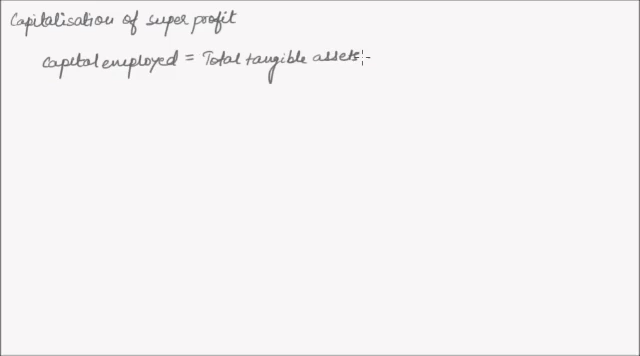 Capitalisation of super profit
Capital employed = Total tangible assets -